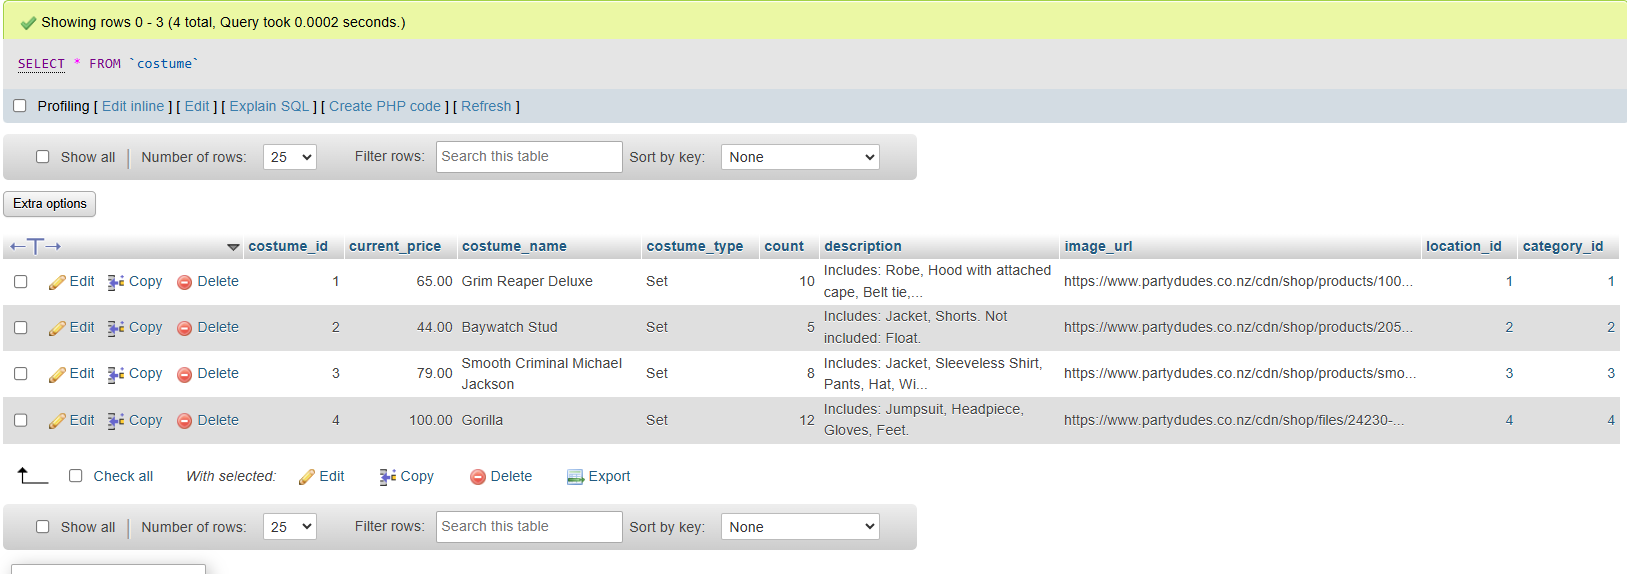 Showing rows 0 - 3 (4 total, Query took 0.0002 seconds.)
SELECT * FROM `costume`
Profiling [ Edit inline ] [ Edit ] [ Explain SQL ] [ Create PHP code ] [ Refresh ]
Show all | Number of rows: 25 Filter rows: Search this table Sort by key: None
Extra options
←T→ costume_id current_price costume_name costume_type count description image_url location_id category_id
Edit Copy Delete 1 65.00 Grim Reaper Deluxe Set 10 Includes: Robe, Hood with attached https://www.partydudes.co.nz/cdn/shop/products/100... 1 1
cape, Belt tie,...
Edit Copy Delete 2 44.00 Baywatch Stud Set 5 Includes: Jacket, Shorts. Not https://www.partydudes.co.nz/cdn/shop/products/205... 2 2
included: Float.
Edit Copy Delete 3 79.00 Smooth Criminal Michael Set 8 Includes: Jacket, Sleeveless Shirt, https://www.partydudes.co.nz/cdn/shop/products/smo... 3 3
Jackson Pants, Hat, Wi...
Edit Copy Delete 4 100.00 Gorilla Set 12 Includes: Jumpsuit, Headpiece, https://www.partydudes.co.nz/cdn/shop/files/24230-... 4 4
Gloves, Feet.
Check all With selected: Edit Copy Delete Export
Show all | Number of rows: 25 Filter rows: Search this table Sort by key: None